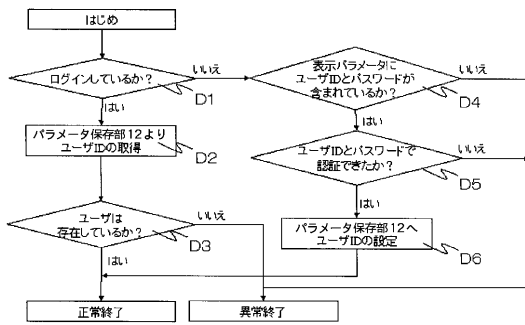 はじめ
ログインしているか?
いいえ
D1
はい
表示パラメータに
ユーザIDとパスワードが
含まれているか?
いいえ
D4
はい
パラメータ保存部12より
ユーザIDの取得
D2
ユーザIDとパスワードで
認証できたか?
いいえ
D5
はい
ユーザは
存在しているか?
いいえ
D3
はい
パラメータ保存部12へ
ユーザIDの設定
D6
正常終了
異常終了